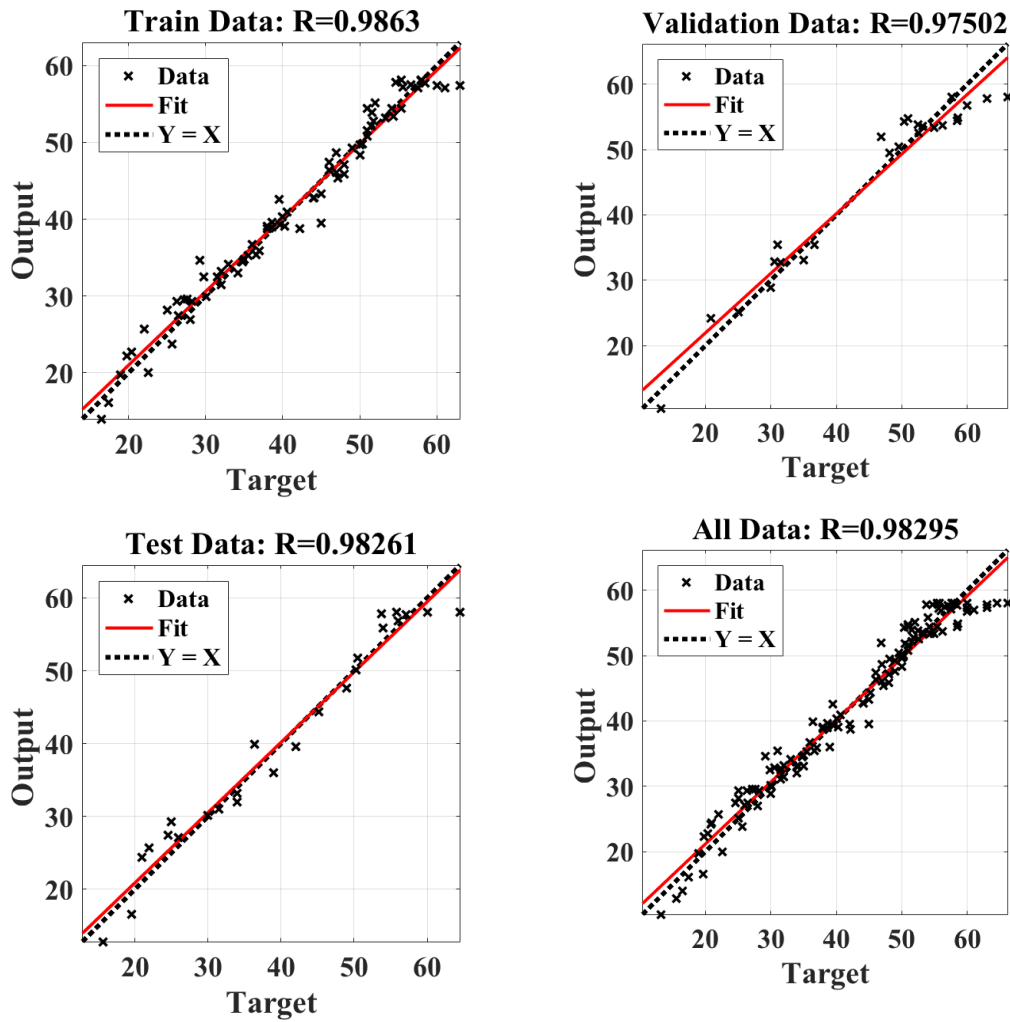 Train Data: R=0.9863
Data
Fit
Y = X
60
50
40
30
20
Output
20 30 40 50 60
Target
Validation Data: R=0.97502
Data
Fit
Y = X
60
50
40
30
20
Output
20 30 40 50 60
Target
Test Data: R=0.98261
Data
Fit
Y = X
60
50
40
30
20
Output
20 30 40 50 60
Target
All Data: R=0.98295
Data
Fit
Y = X
60
50
40
30
20
Output
20 30 40 50 60
Target